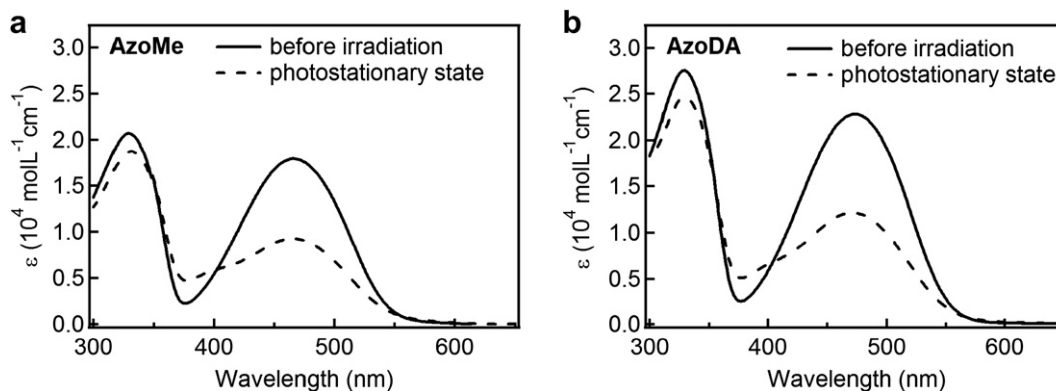 a
AzoMe
before irradiation
photostationary state
3.0
2.5
2.0
1.5
1.0
0.5
0.0
ε (10⁴ molL⁻¹cm⁻¹)
300
400
500
600
Wavelength (nm)
b
AzoDA
before irradiation
photostationary state
3.0
2.5
2.0
1.5
1.0
0.5
0.0
ε (10⁴ molL⁻¹cm⁻¹)
300
400
500
600
Wavelength (nm)